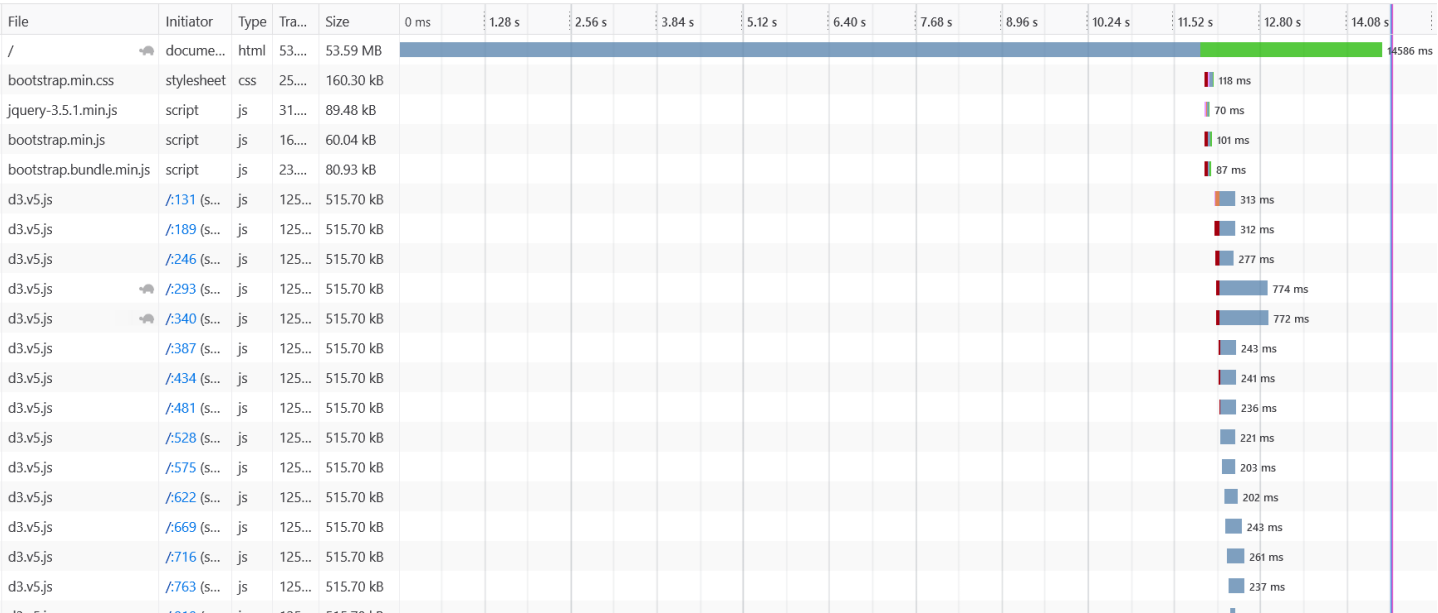 File Initiator Type Tra... Size 0 ms 1.28 s 2.56 s 3.84 s 5.12 s 6.40 s 7.68 s 8.96 s 10.24 s 11.52 s 12.80 s 14.08 s
/ docume... html 53.... 53.59 MB 14586 ms
bootstrap.min.css stylesheet css 25.... 160.30 kB 118 ms
jquery-3.5.1.min.js script js 31.... 89.48 kB 70 ms
bootstrap.min.js script js 16.... 60.04 kB 101 ms
bootstrap.bundle.min.js script js 23.... 80.93 kB 87 ms
d3.v5.js /:131 (s... js 125... 515.70 kB 313 ms
d3.v5.js /:189 (s... js 125... 515.70 kB 312 ms
d3.v5.js /:246 (s... js 125... 515.70 kB 277 ms
d3.v5.js /:293 (s... js 125... 515.70 kB 774 ms
d3.v5.js /:340 (s... js 125... 515.70 kB 772 ms
d3.v5.js /:387 (s... js 125... 515.70 kB 243 ms
d3.v5.js /:434 (s... js 125... 515.70 kB 241 ms
d3.v5.js /:481 (s... js 125... 515.70 kB 236 ms
d3.v5.js /:528 (s... js 125... 515.70 kB 221 ms
d3.v5.js /:575 (s... js 125... 515.70 kB 203 ms
d3.v5.js /:622 (s... js 125... 515.70 kB 202 ms
d3.v5.js /:669 (s... js 125... 515.70 kB 243 ms
d3.v5.js /:716 (s... js 125... 515.70 kB 261 ms
d3.v5.js /:763 (s... js 125... 515.70 kB 237 ms